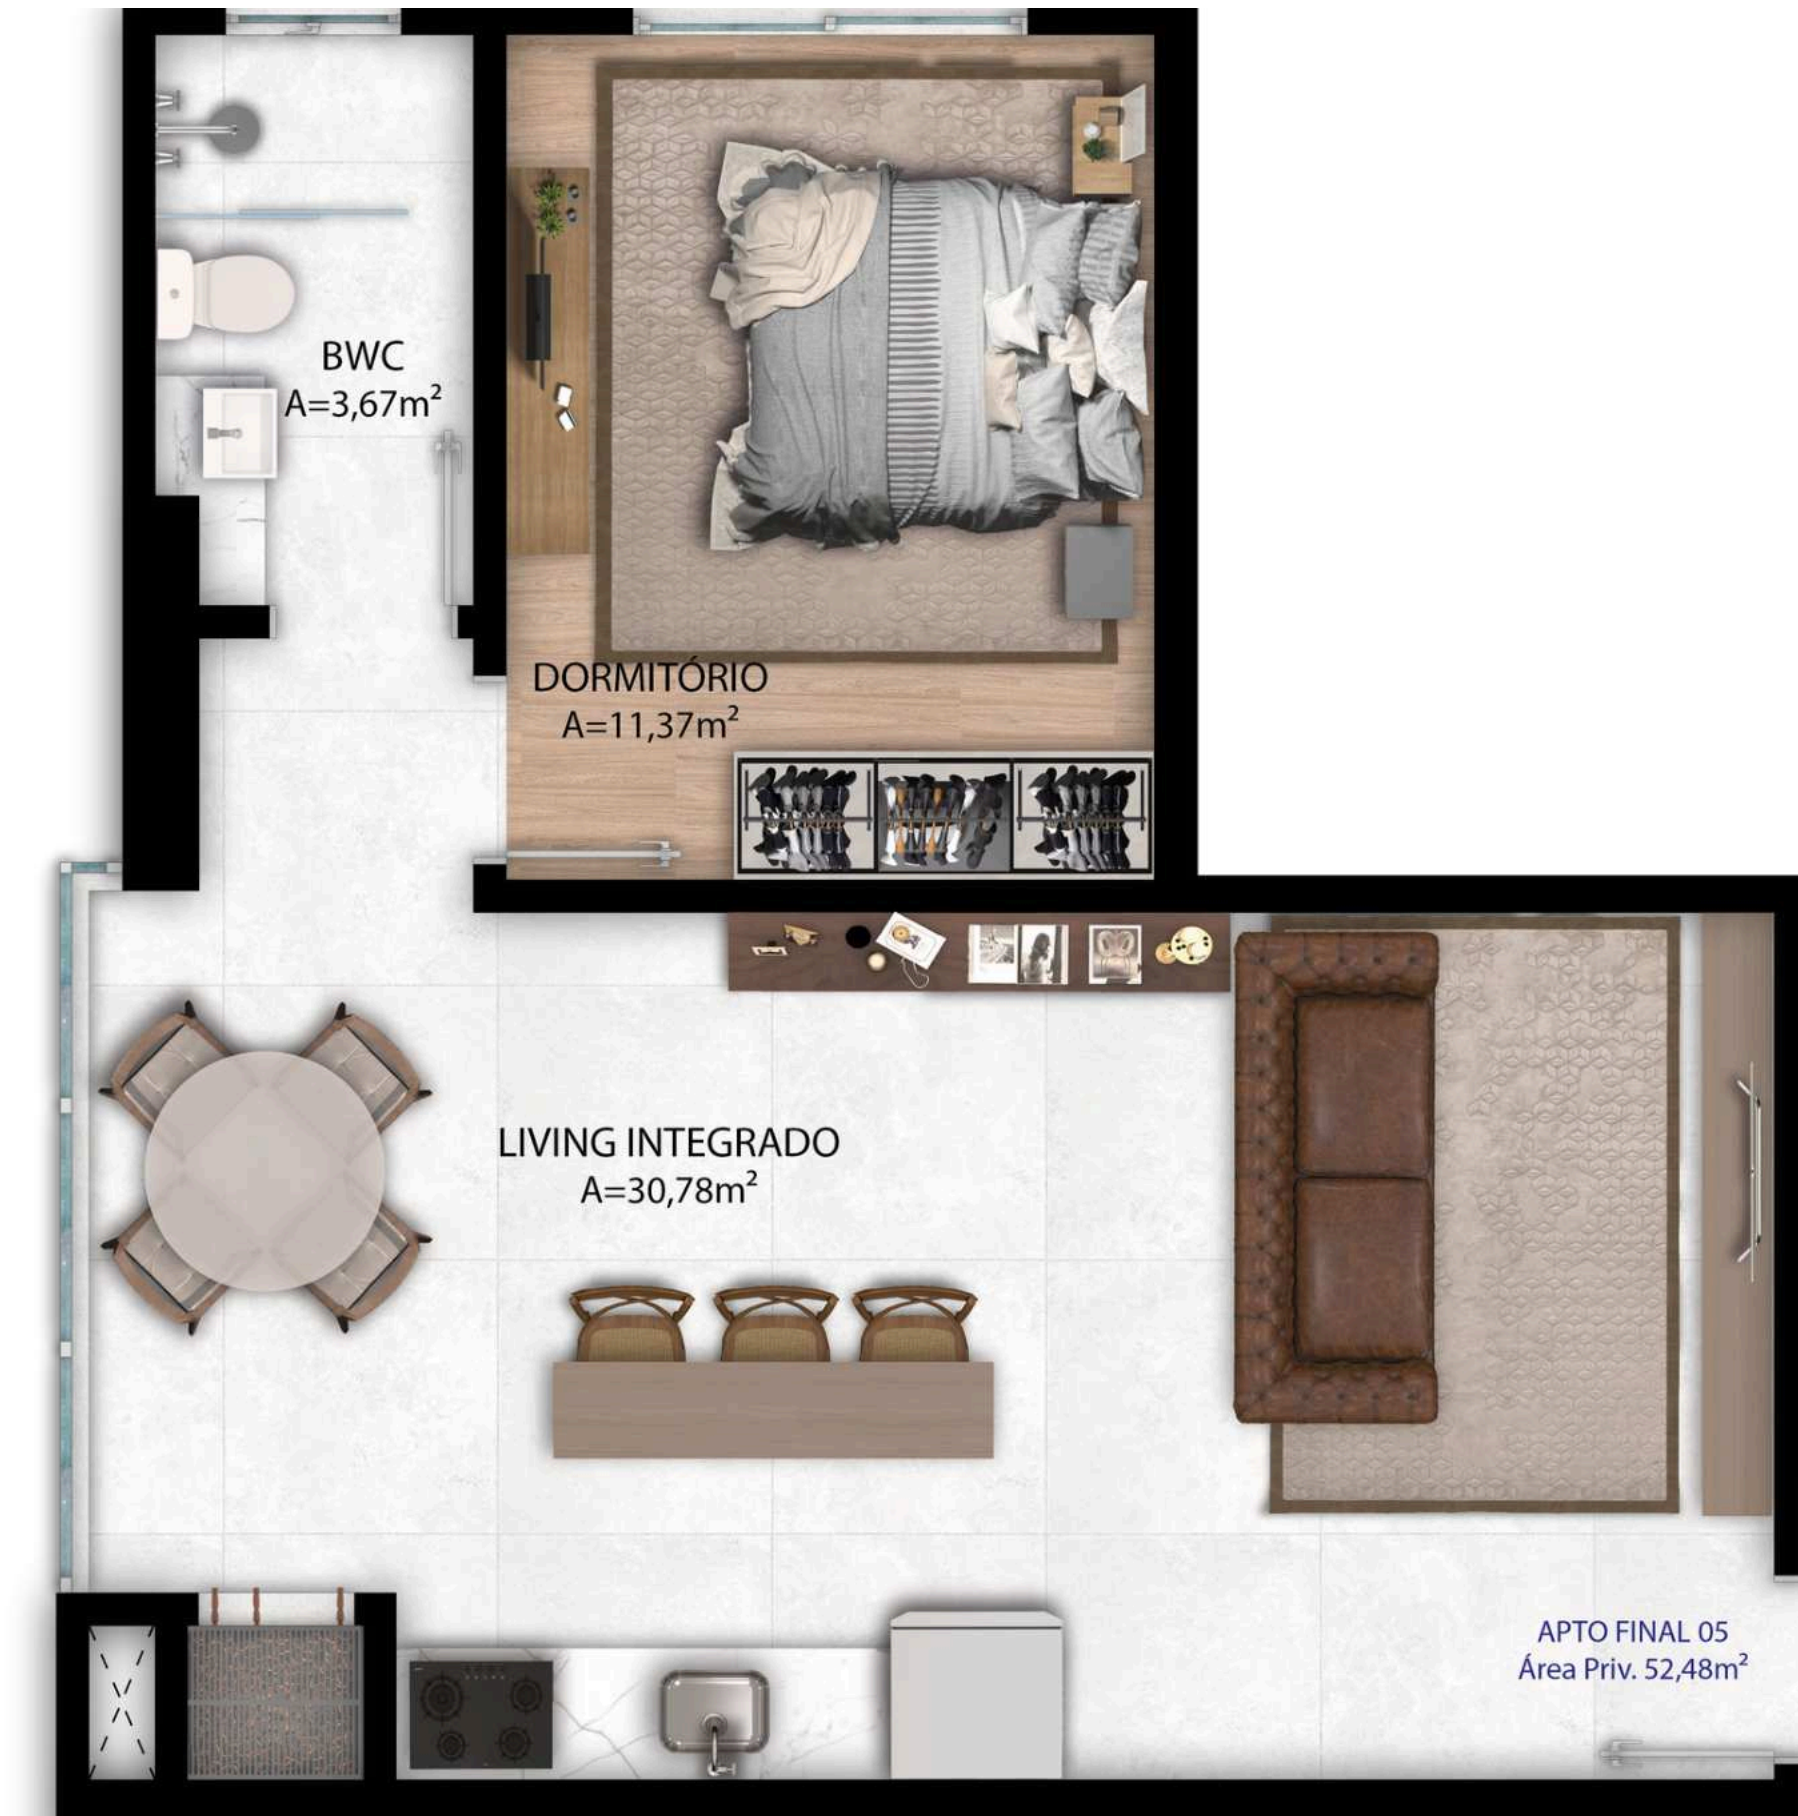 BWC
A=3,67m²
DORMITÓRIO
A=11,37m²
LIVING INTEGRADO
A=30,78m²
APTO FINAL 05
Área Priv. 52,48m²